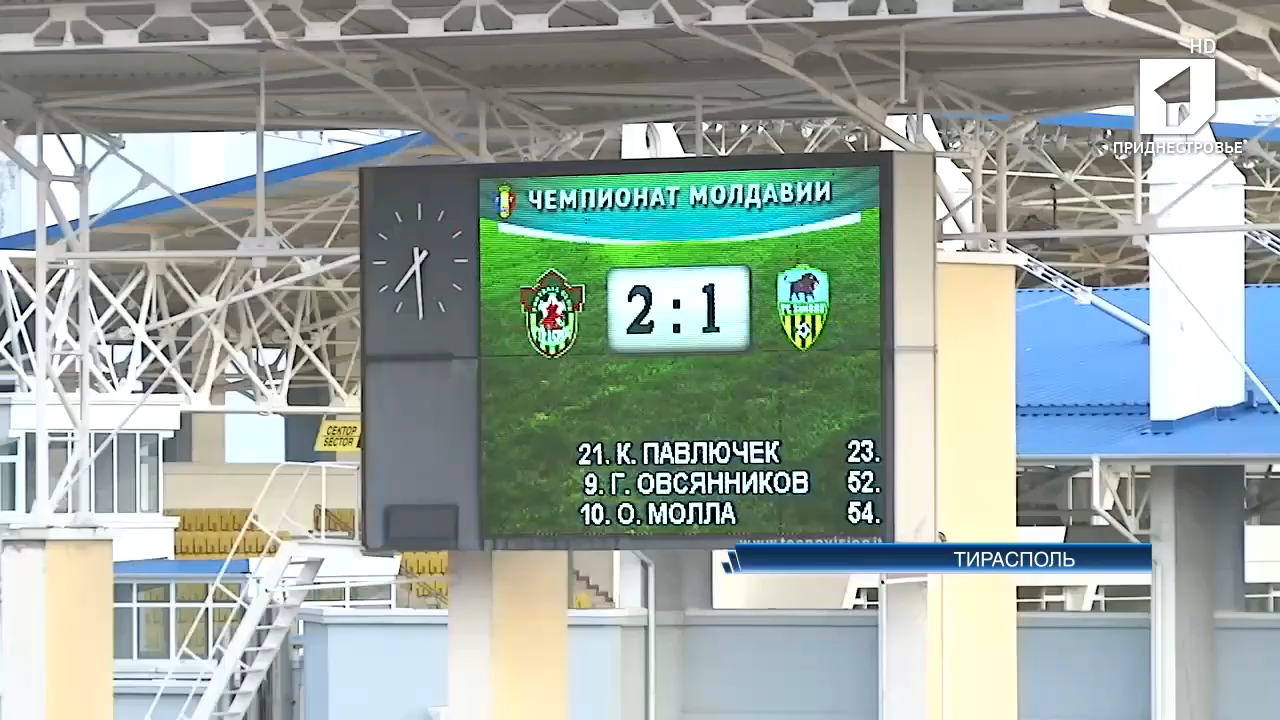 HD
ПРИДНЕСТРОВЬЕ
ЧЕМПИОНАТ МОЛДАВИИ
2:1
СЕКТОР
SECTOR
21. К. ПАВЛЮЧЕК 23.
9. Г. ОВСЯННИКОВ 52.
10. О. МОЛЛА 54.
ТИРАСПОЛЬ